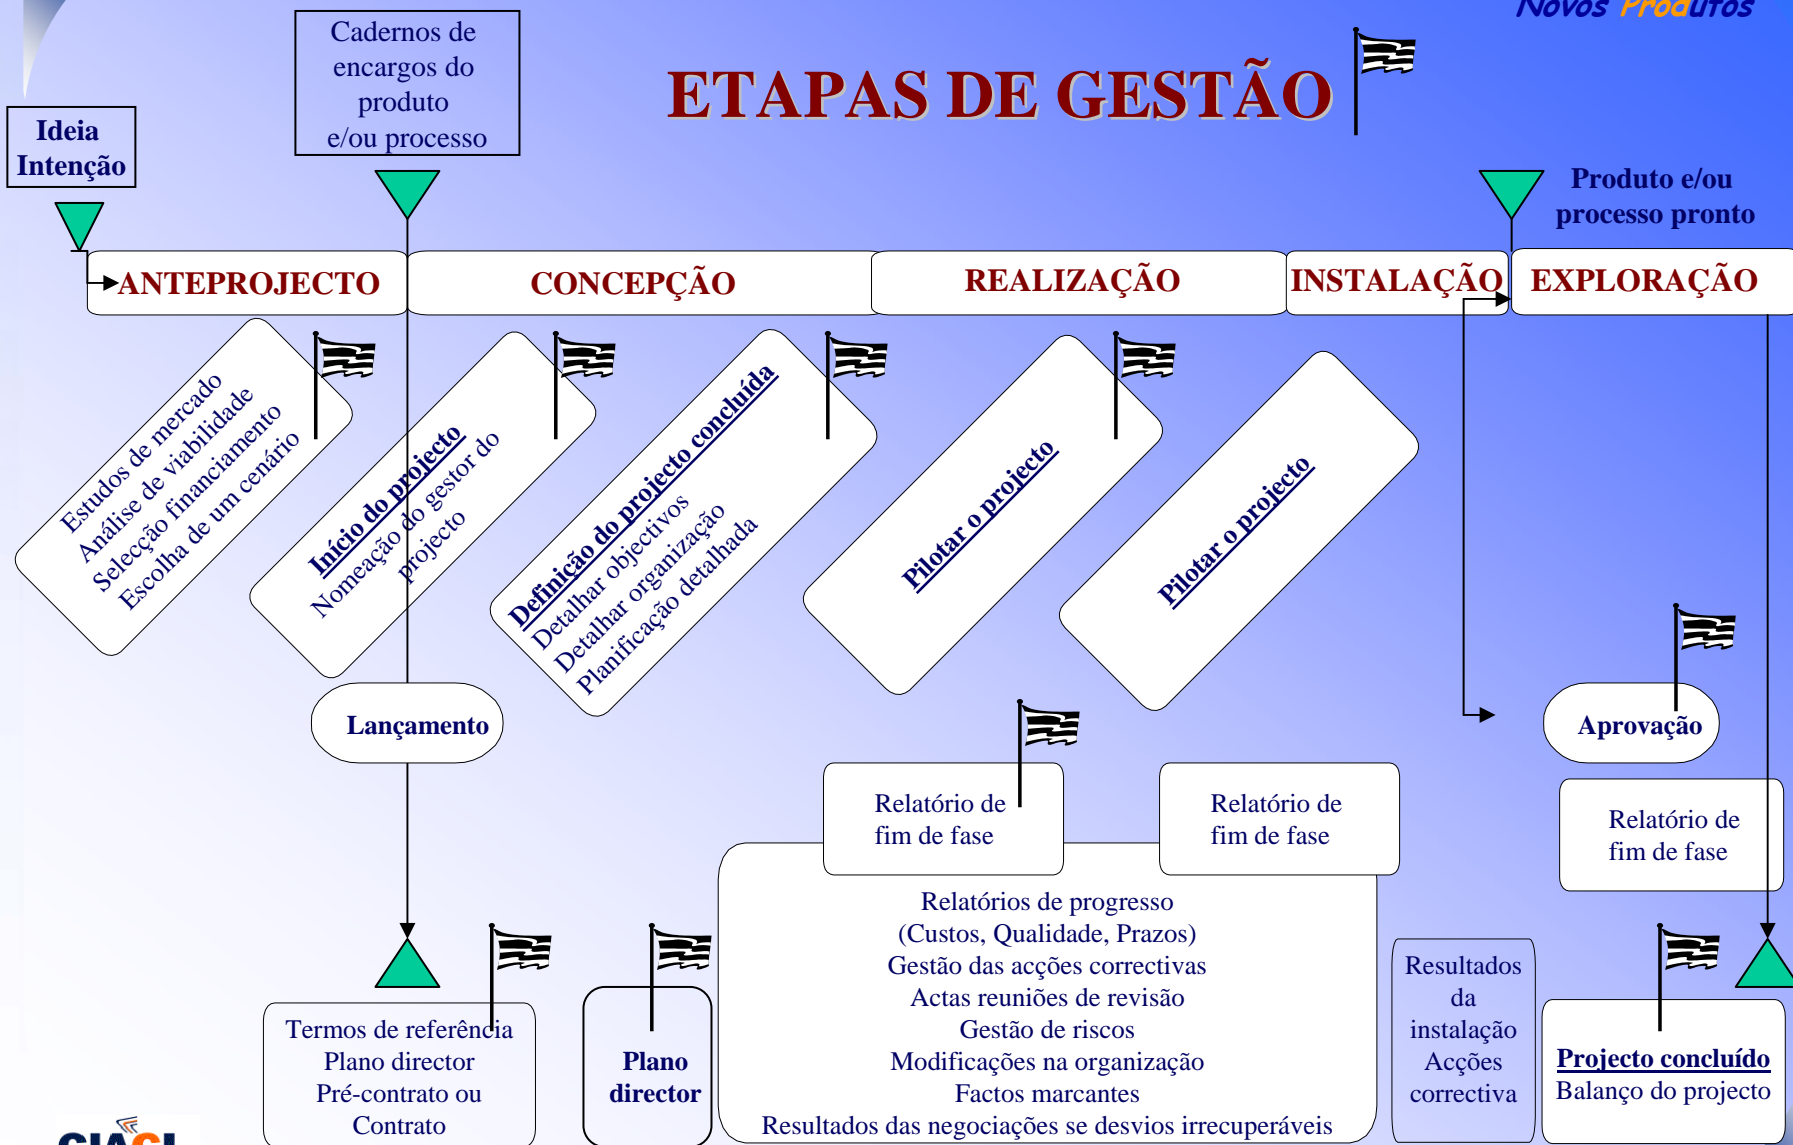 Novos Produtos
Cadernos de
encargos do
produto
e/ou processo
ETAPAS DE GESTÃO
Ideia
Intenção
Produto e/ou
processo pronto
ANTEPROJECTO
CONCEPÇÃO
REALIZAÇÃO
INSTALAÇÃO
EXPLORAÇÃO
Estudos de mercado
Análise de viabilidade
Selecção financiamento
Escolha de um cenário
Início do projecto
Nomeação do gestor do
projecto
Definição do projecto concluída
Detalhar objectivos
Detalhar organização
Planificação detalhada
Pilotar o projecto
Pilotar o projecto
Lançamento
Aprovação
Relatório de
fim de fase
Relatório de
fim de fase
Relatório de
fim de fase
Termos de referência
Plano director
Pré-contrato ou
Contrato
Plano
director
Relatórios de progresso
(Custos, Qualidade, Prazos)
Gestão das acções correctivas
Actas reuniões de revisão
Gestão de riscos
Modificações na organização
Factos marcantes
Resultados das negociações se desvios irrecuperáveis
Resultados
da
instalação
Acções
correctiva
Projecto concluído
Balanço do projecto